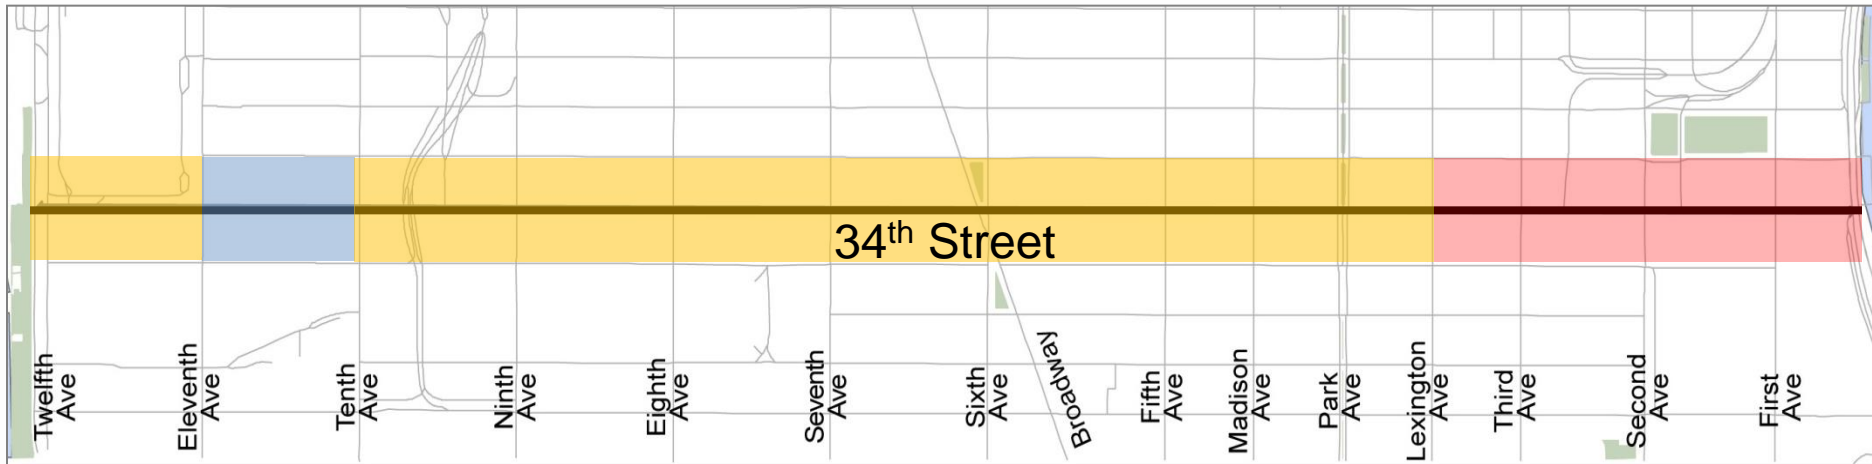 34th Street
Twelfth
Ave
Eleventh
Ave
Tenth
Ave
Ninth
Ave
Eighth
Ave
Seventh
Ave
Sixth
Ave
Broadway
Fifth
Ave
Madison
Ave
Park
Ave
Lexington
Ave
Third
Ave
Second
Ave
First
Ave